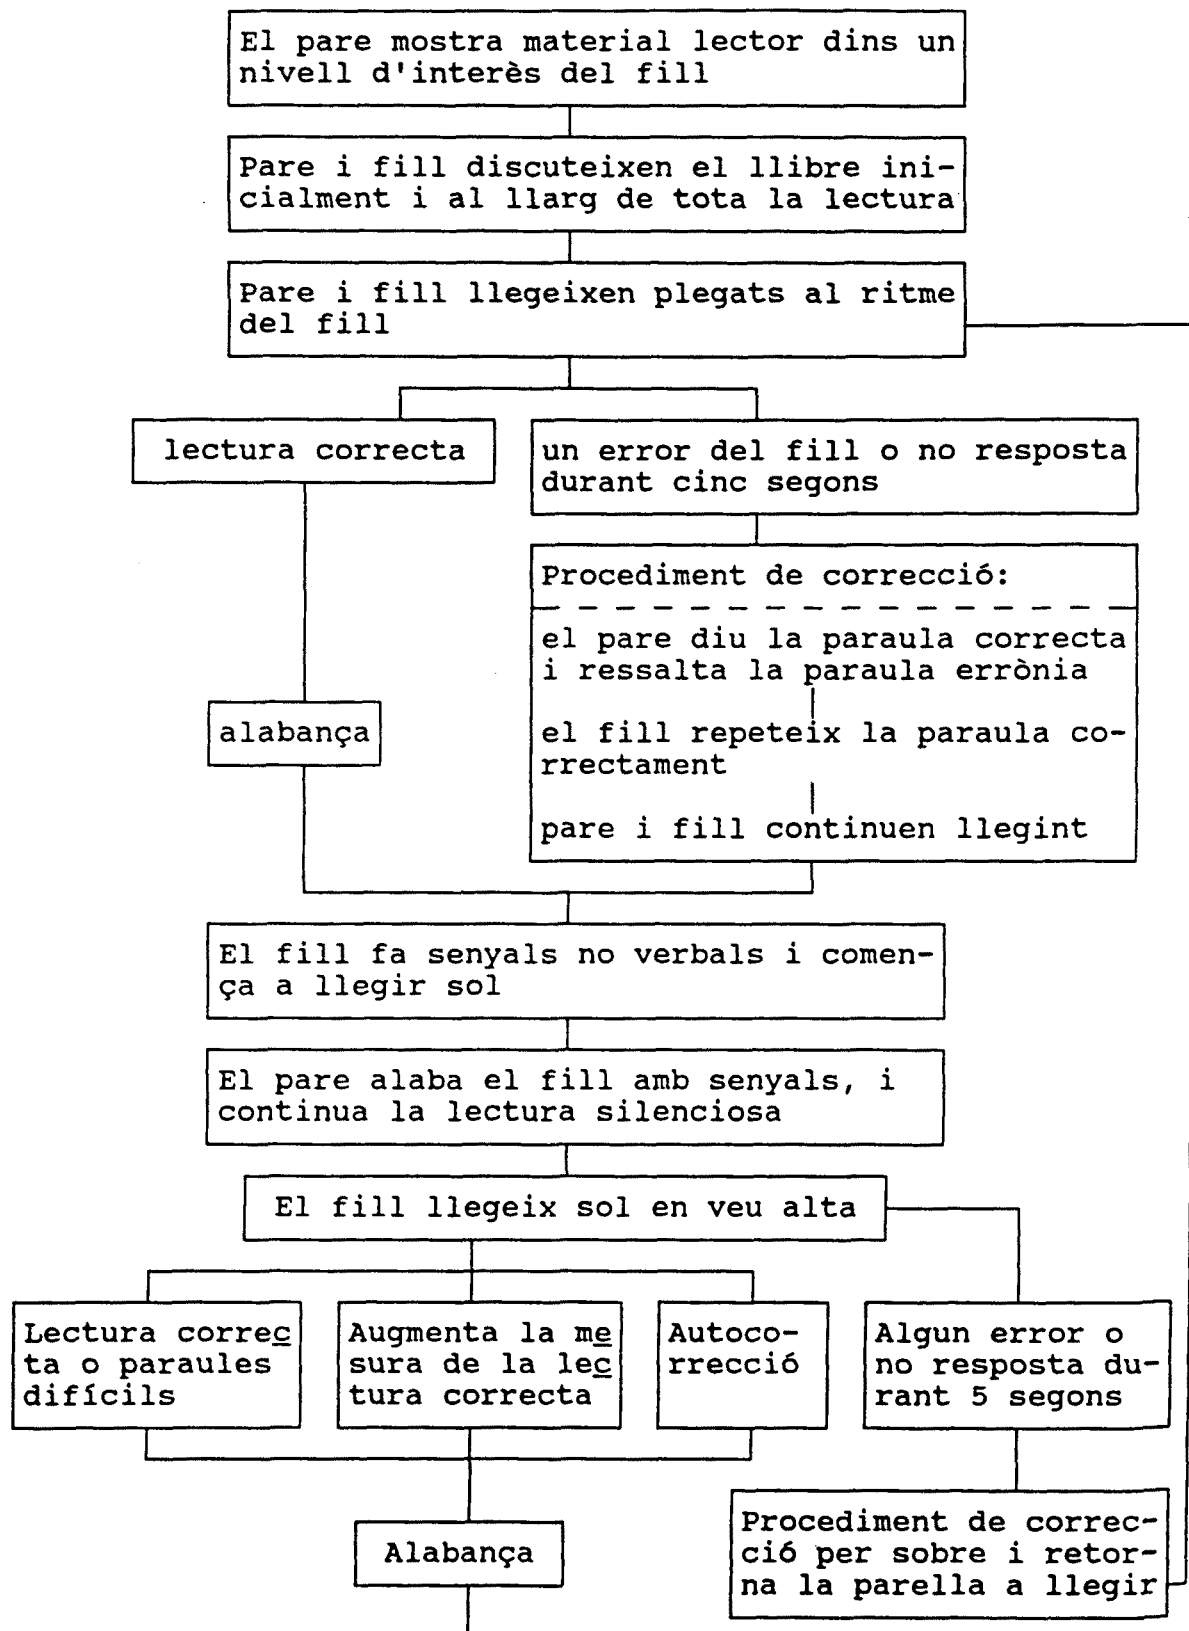 El pare mostra material lector dins un
nivell d'interès del fill
Pare i fill discuteixen el llibre ini-
cialment i al llarg de tota la lectura
Pare i fill llegeixen plegats al ritme
del fill
lectura correcta
un error del fill o no resposta
durant cinc segons
Procediment de correcció:
el pare diu la paraula correcta
i ressalta la paraula errònia
alabança
el fill repeteix la paraula co-
rrectament
pare i fill continuen llegint
El fill fa senyals no verbals i comen-
ça a llegir sol
El pare alaba el fill amb senyals, i
continua la lectura silenciosa
El fill llegeix sol en veu alta
Lectura correc
ta o paraules
difícils
Augmenta la me
sura de la lec
tura correcta
Autoco-
rrecció
Algun error o
no resposta du-
rant 5 segons
Alabança
Procediment de correc-
ció per sobre i retor-
na la parella a llegir